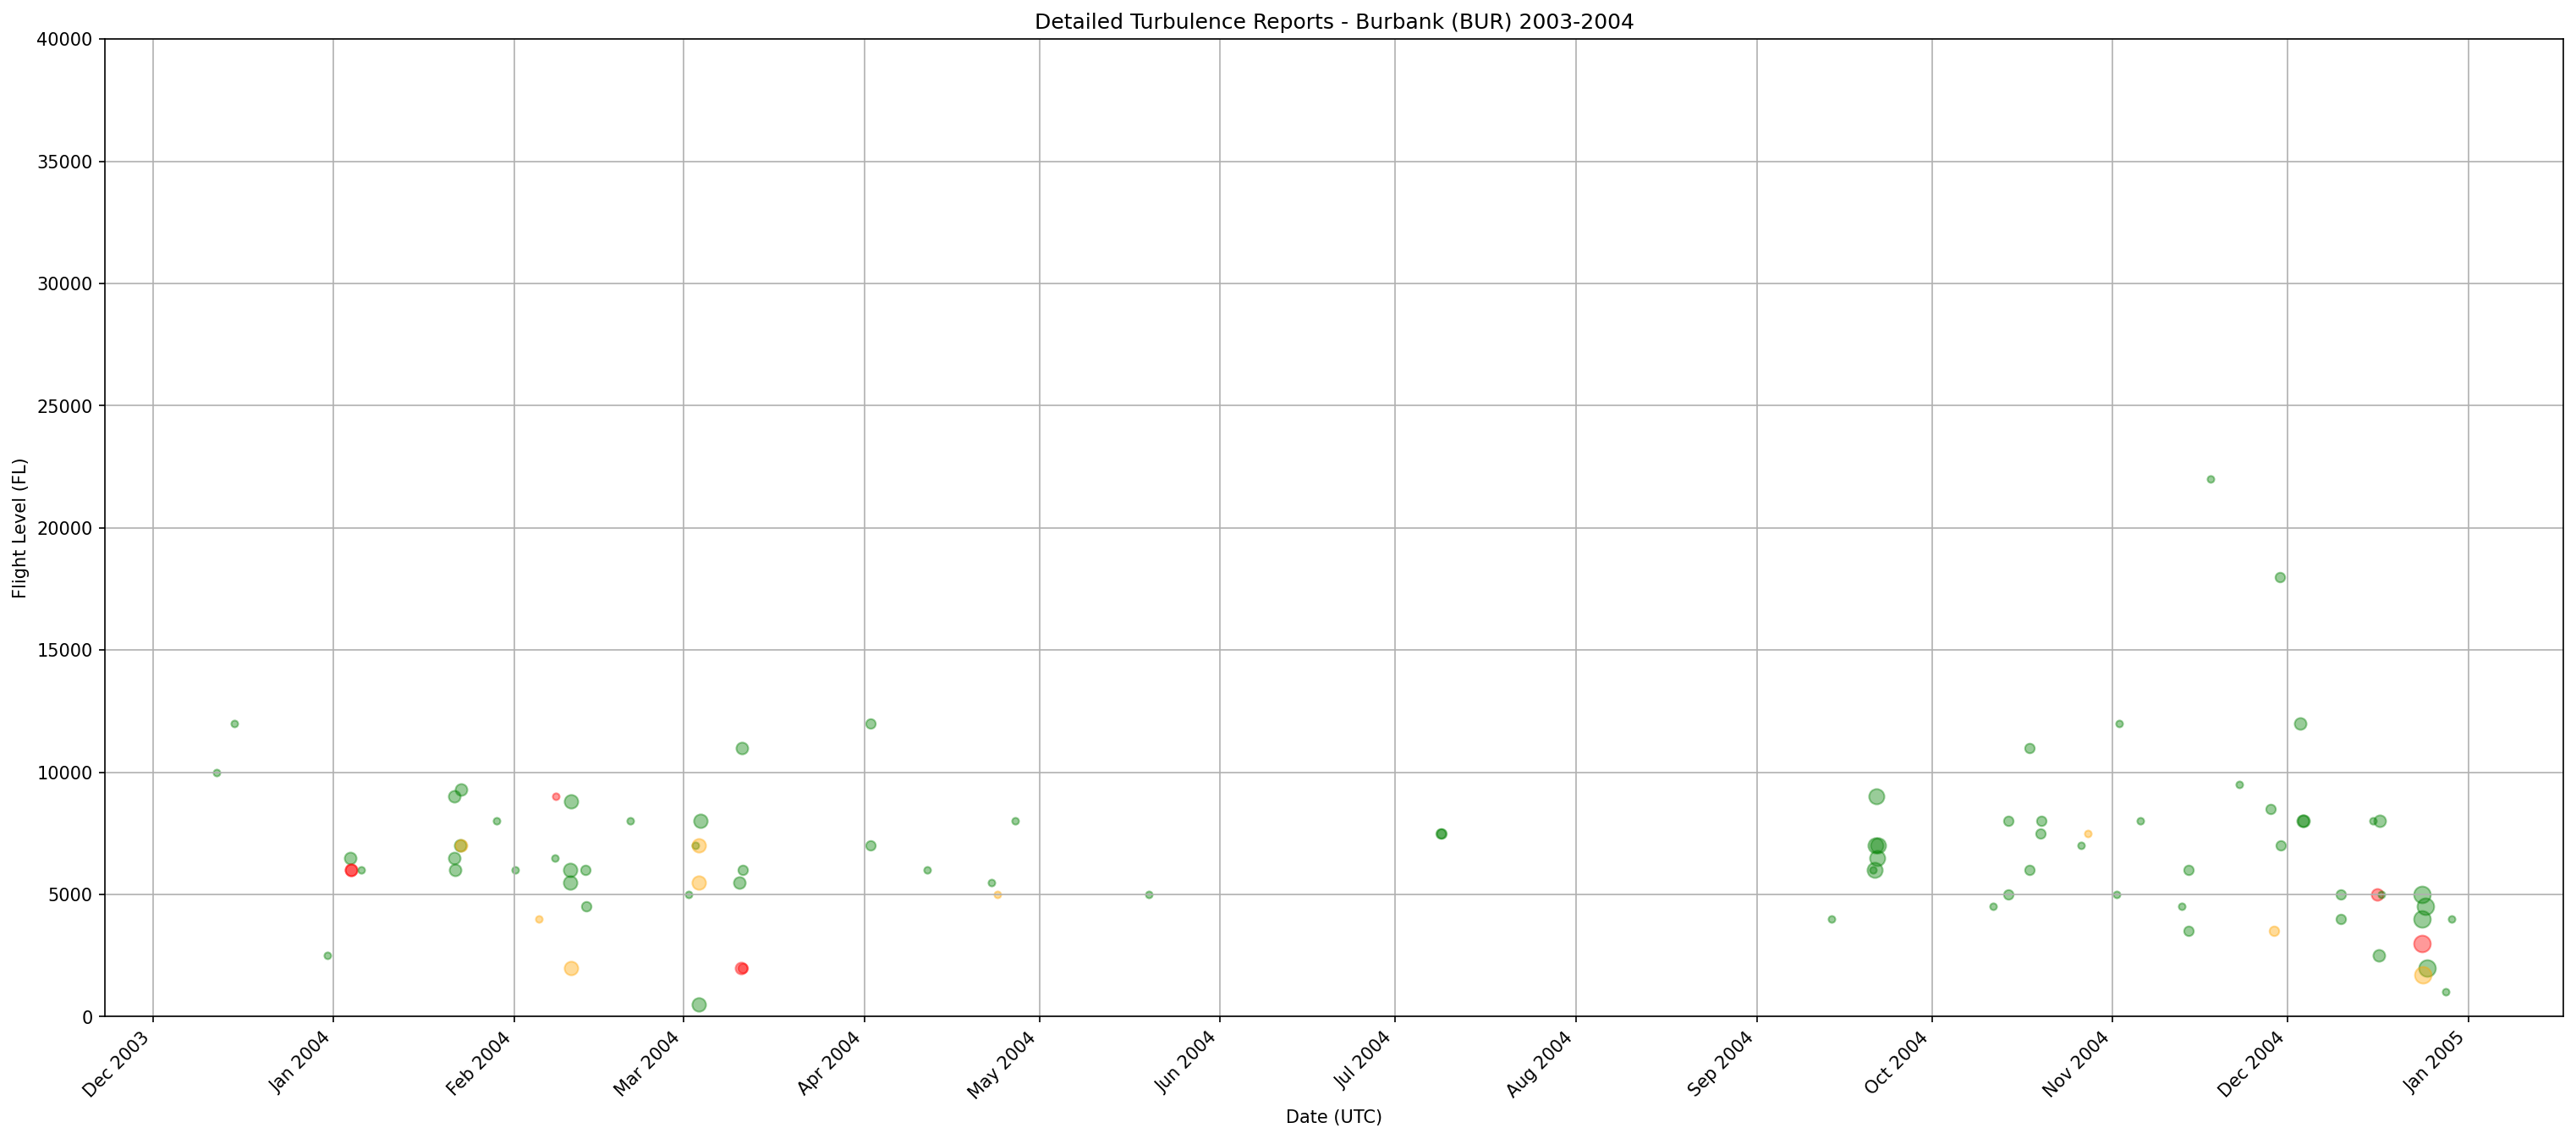 Detailed Turbulence Reports - Burbank (BUR) 2003-2004
40000
35000
30000
25000
20000
15000
10000
5000
0
Flight Level (FL)
Dec 2003
Jan 2004
Feb 2004
Mar 2004
Apr 2004
May 2004
Jun 2004
Jul 2004
Aug 2004
Sep 2004
Oct 2004
Nov 2004
Dec 2004
Jan 2005
Date (UTC)